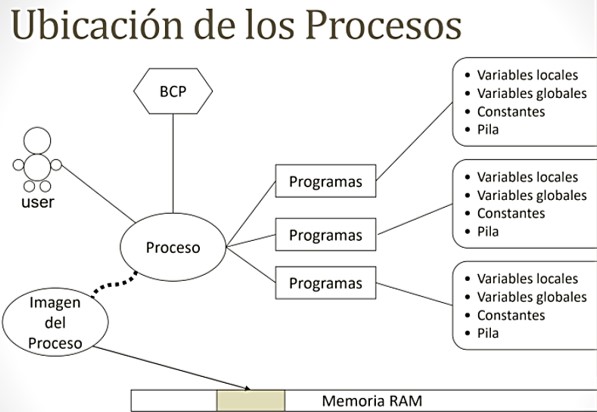 Ubicación de los Procesos
BCP
user
Proceso
Imagen
del
Proceso
Programas
Programas
Programas
• Variables locales
• Variables globales
• Constantes
• Pila
• Variables locales
• Variables globales
• Constantes
• Pila
• Variables locales
• Variables globales
• Constantes
• Pila
Memoria RAM